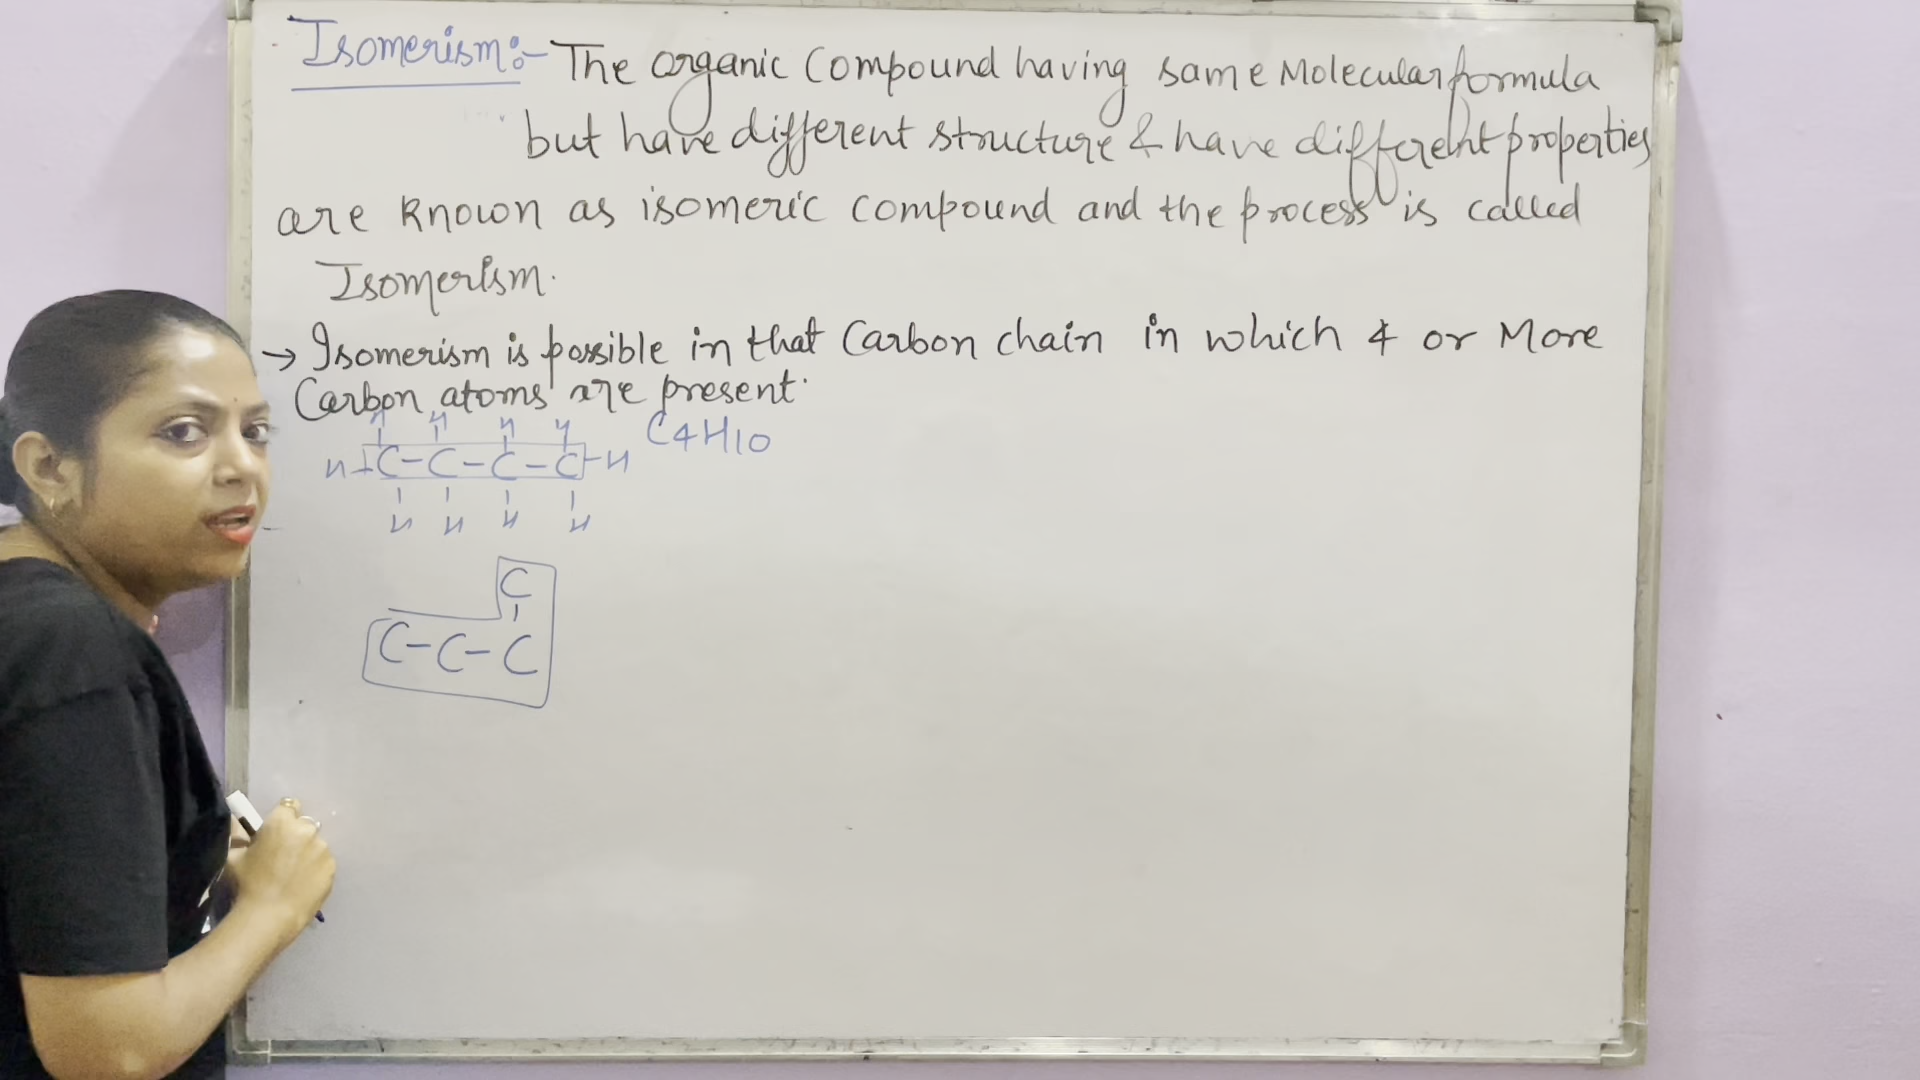 Isomerism:- The organic Compound having same Molecular formula
but have different structure & have different properties
are known as isomeric compound and the process is called
Isomerism.
→ Isomerism is possible in that Carbon chain in which 4 or More
Carbon atoms are present.
H H H H C4H10
H-C-C-C-C-H
H H H H
C
C-C-C